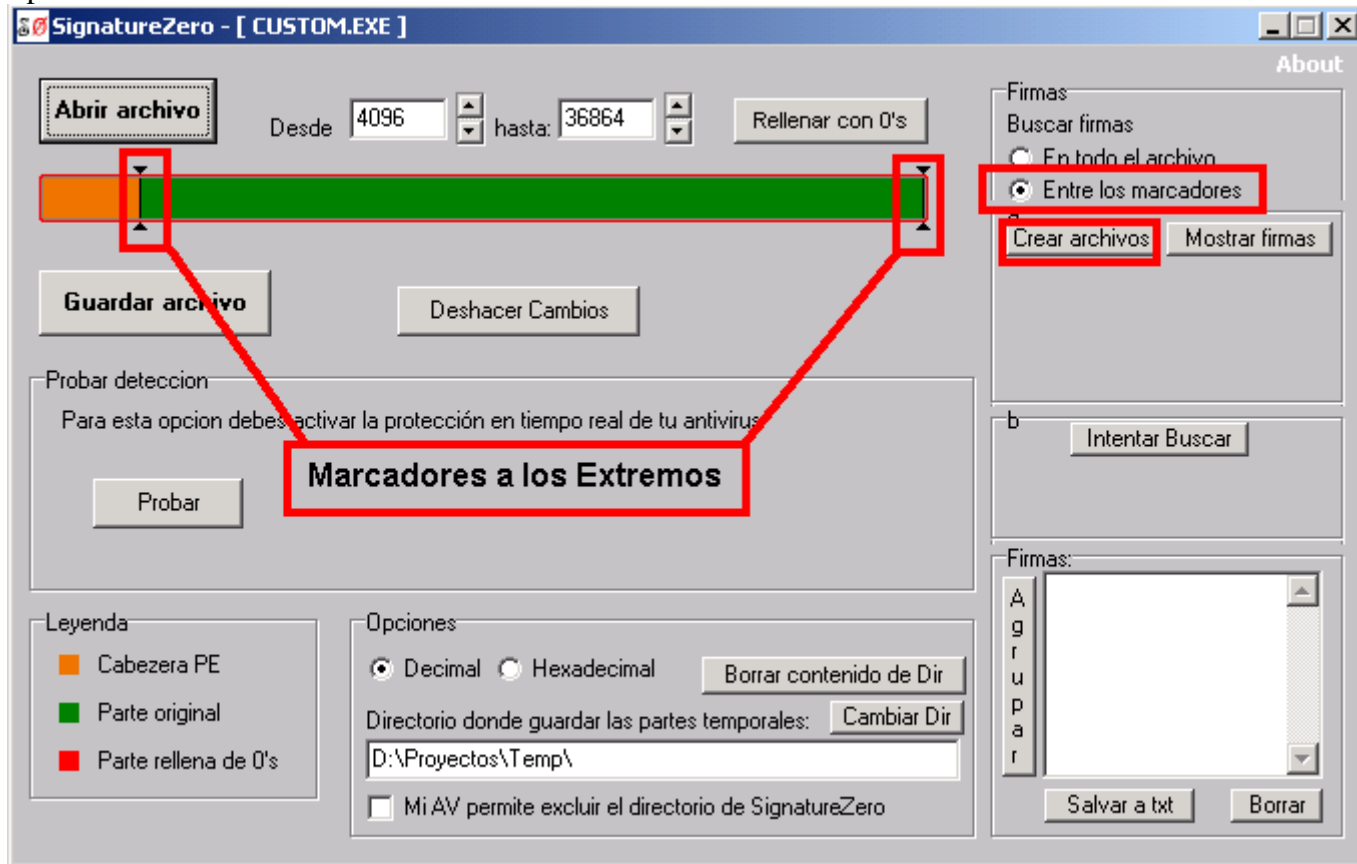 SignatureZero - [ CUSTOM.EXE ]
About
Abrir archivo
Desde 4096 hasta: 36864
Rellenar con 0's
Firmas
Buscar firmas
En todo el archivo
Entre los marcadores
Crear archivos
Mostrar firmas
Guardar archivo
Deshacer Cambios
Probar deteccion
Para esta opcion debes activar la protección en tiempo real de tu antivirus
Marcadores a los Extremos
Probar
b
Intentar Buscar
Firmas:
Agrupar
Salvar a txt
Borrar
Leyenda
Cabezera PE
Parte original
Parte rellena de 0's
Opciones
Decimal
Hexadecimal
Borrar contenido de Dir
Directorio donde guardar las partes temporales:
Cambiar Dir
D:\Proyectos\Temp\
Mi AV permite excluir el directorio de SignatureZero